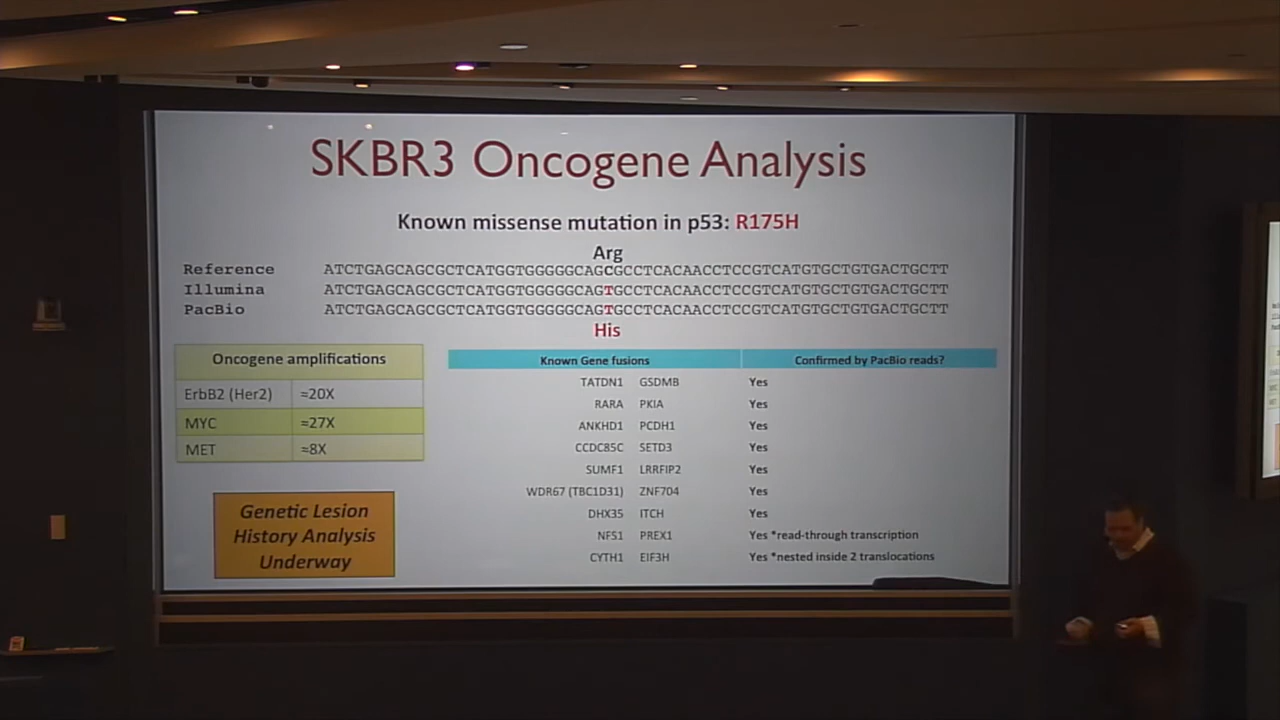 SKBR3 Oncogene Analysis
Known missense mutation in p53: R175H
Arg
Reference ATCTGAGCAGCGCTCATGGTGGGGGCAGCGCCTCACAACCTCCGTCATGTGCTGTGACTGCTT
Illumina ATCTGAGCAGCGCTCATGGTGGGGGCAGTGCCTCACAACCTCCGTCATGTGCTGTGACTGCTT
PacBio ATCTGAGCAGCGCTCATGGTGGGGGCAGTGCCTCACAACCTCCGTCATGTGCTGTGACTGCTT
His
Oncogene amplifications
ErbB2 (Her2) ≈20X
MYC ≈27X
MET ≈8X
Genetic Lesion
History Analysis
Underway
Known Gene fusions Confirmed by PacBio reads?
TATDN1 GSDMB Yes
RARA PKIA Yes
ANKHD1 PCDH1 Yes
CCDC85C SETD3 Yes
SUMF1 LRRFIP2 Yes
WDR67 (TBC1D31) ZNF704 Yes
DHX35 ITCH Yes
NFS1 PREX1 Yes *read-through transcription
CYTH1 EIF3H Yes *nested inside 2 translocations